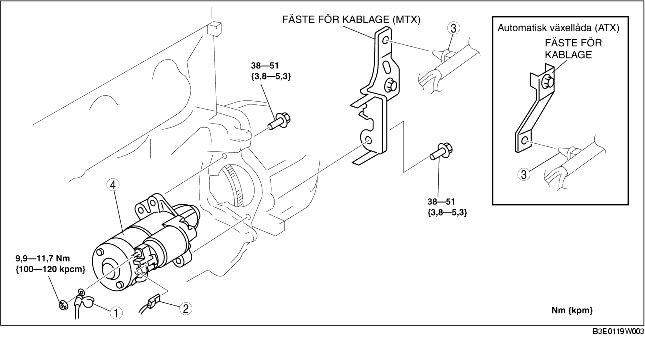 FÄSTE FÖR KABLAGE (MTX)
3
38—51
{3,8—5,3}
4
9,9—11,7 Nm
{100—120 kpcm}
1
2
38—51
{3,8—5,3}
Automatisk växellåda (ATX)
FÄSTE FÖR
KABLAGE
3
Nm {kpm}
B3E0119W003